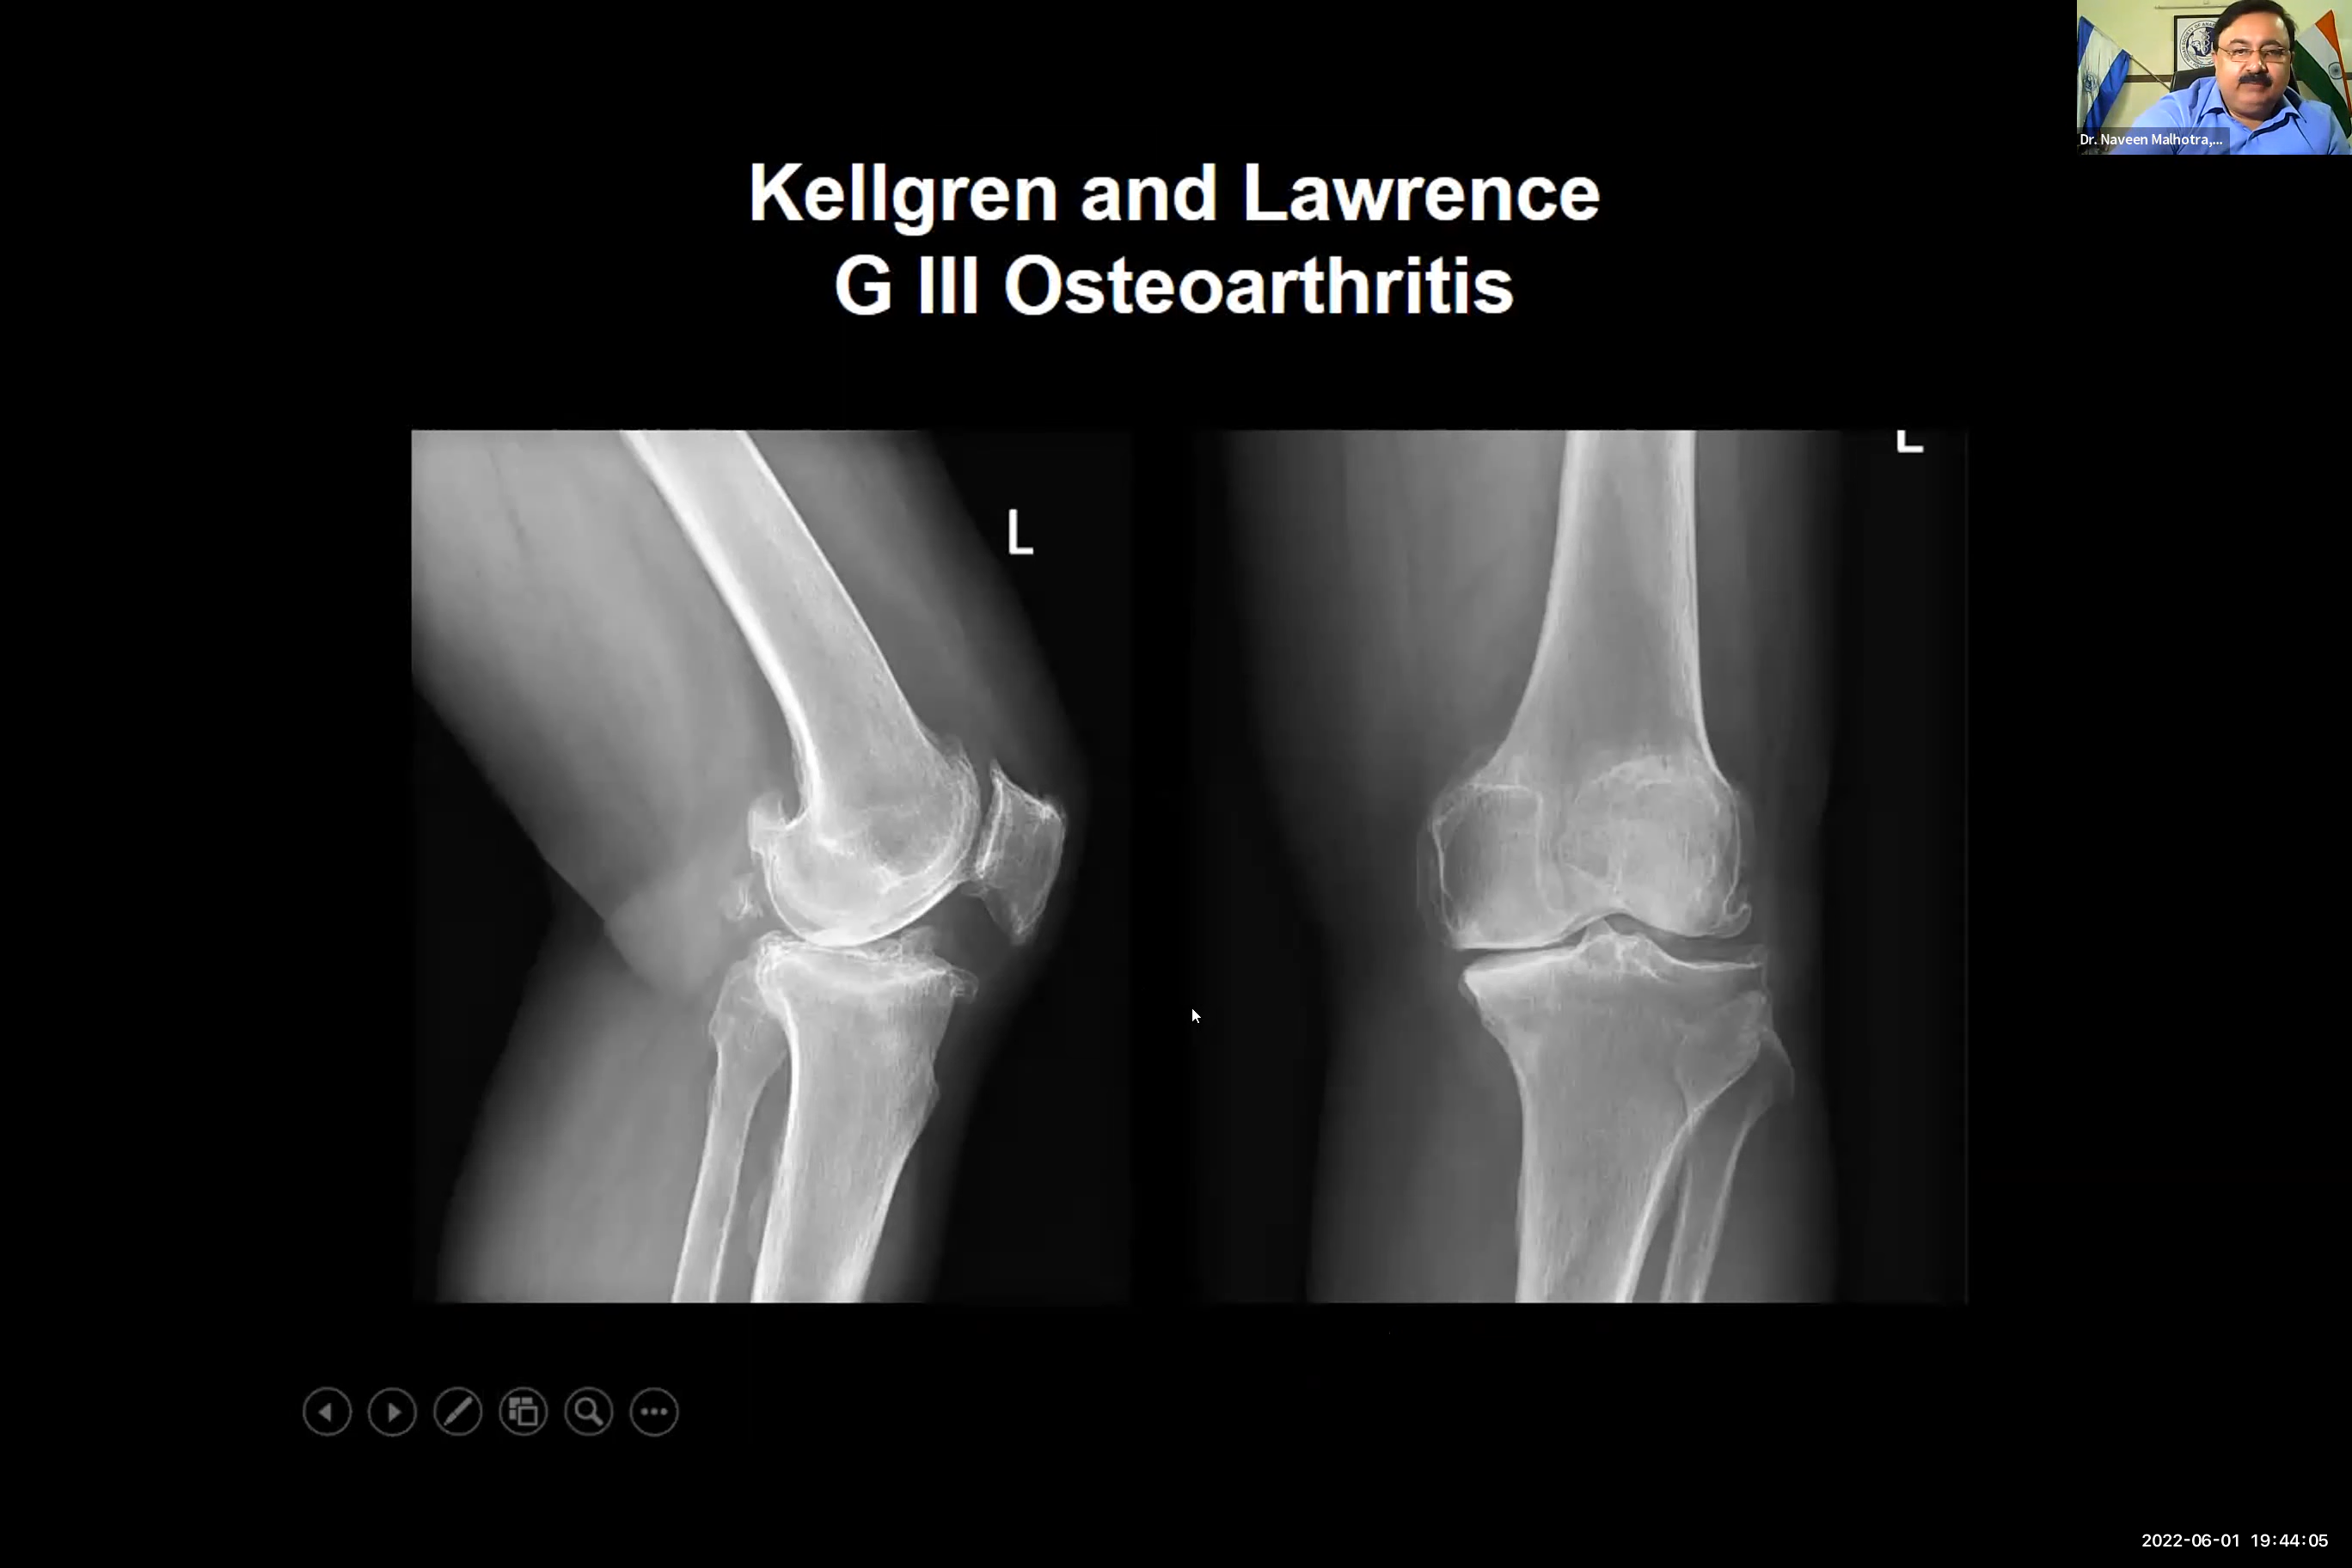 Dr. Naveen Malhotra,...
Kellgren and Lawrence
G III Osteoarthritis
L
L
2022-06-01 19:44:05